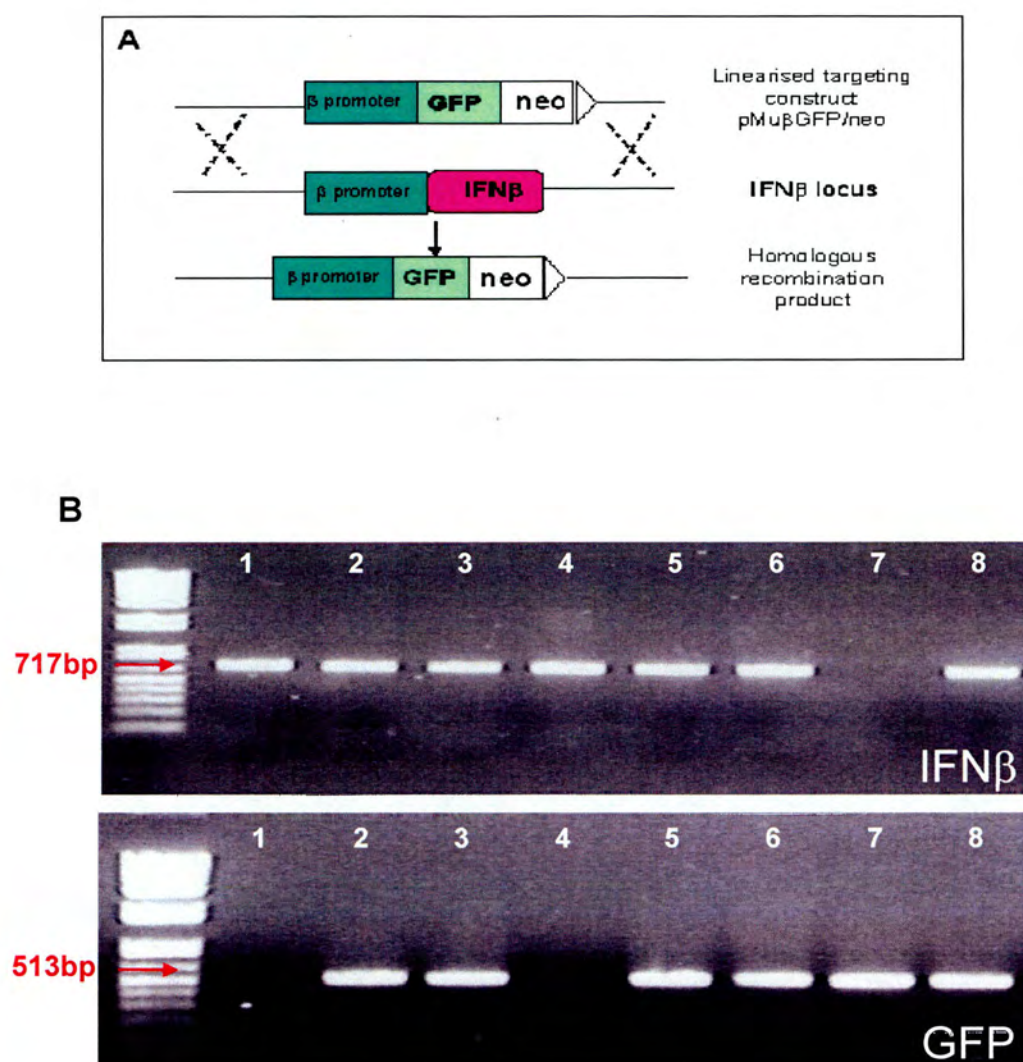 A
β promoter GFP neo
Linearised targeting
construct
pMuβGFP/neo
β promoter IFNβ
IFNβ locus
β promoter GFP neo
Homologous
recombination
product
B
1 2 3 4 5 6 7 8
717bp
IFNβ
1 2 3 4 5 6 7 8
513bp
GFP